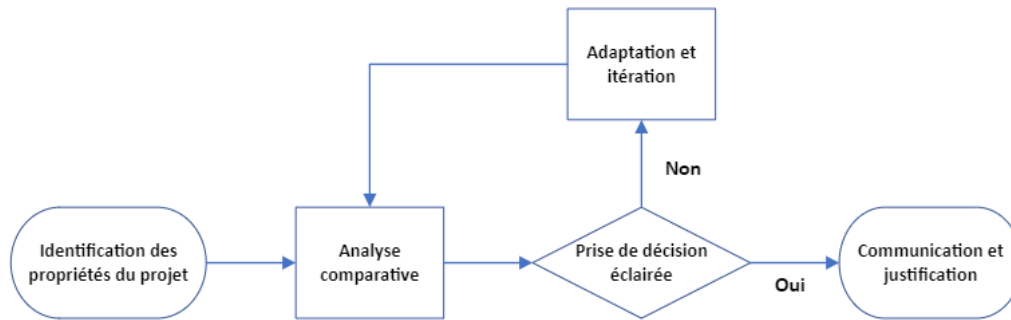 Adaptation et
itération
Non
Identification des
propriétés du projet
Analyse
comparative
Prise de décision
éclairée
Oui
Communication et
justification